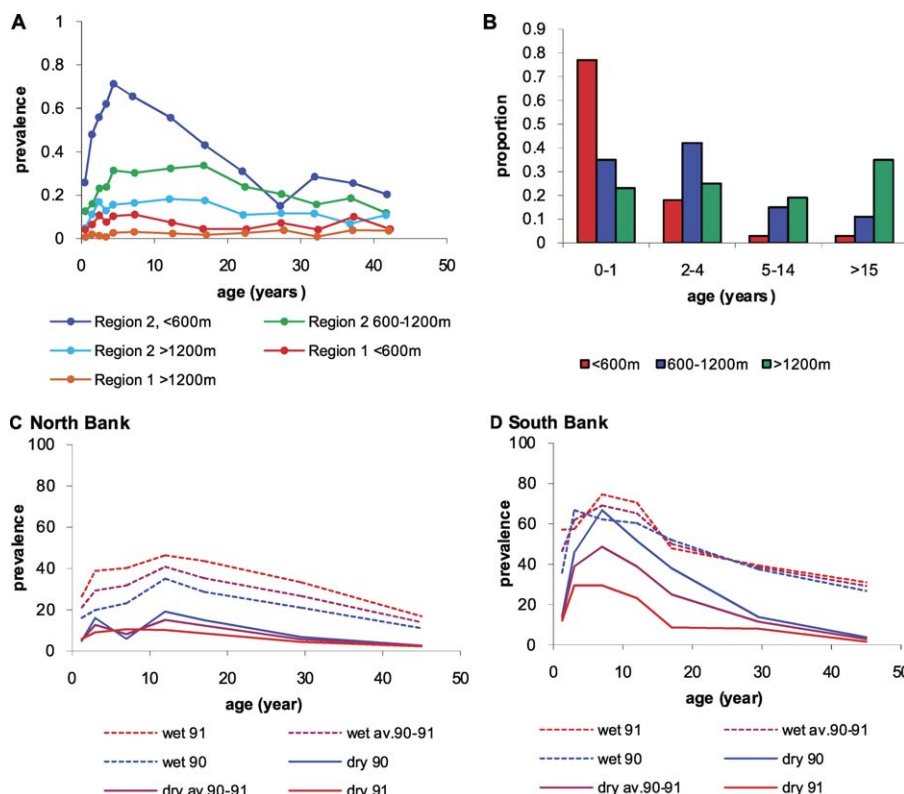 A
B
1
0.8
0.6
0.4
0.2
0
prevalence
0 10 20 30 40 50
age (years)
Region 2, <600m
Region 2 600-1200m
Region 2 >1200m
Region 1 <600m
Region 1 >1200m
0.9
0.8
0.7
0.6
0.5
0.4
0.3
0.2
0.1
0
proportion
0-1 2-4 5-14 >15
age (years)
<600m 600-1200m >1200m
C North Bank
100
80
60
40
20
0
prevalence
0 10 20 30 40 50
age (year)
wet 91
wet av.90-91
wet 90
dry 90
dry av.90-91
dry 91
D South Bank
100
80
60
40
20
0
prevalence
0 10 20 30 40 50
age (year)
wet 91
wet av.90-91
wet 90
dry 90
dry av.90-91
dry 91